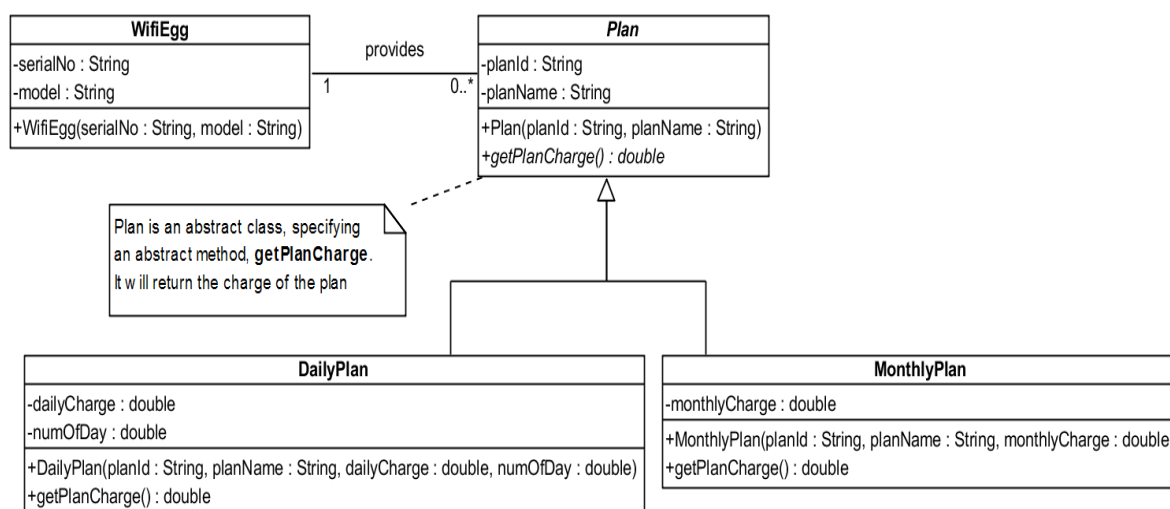 WifiEgg
-serialNo : String
-model : String
+WifiEgg(serialNo : String, model : String)
provides
1
0..*
Plan
-planId : String
-planName : String
+Plan(planId : String, planName : String)
+getPlanCharge() : double
Plan is an abstract class, specifying
an abstract method, getPlanCharge.
It will return the charge of the plan
DailyPlan
-dailyCharge : double
-numOfDay : double
+DailyPlan(planId : String, planName : String, dailyCharge : double, numOfDay : double)
+getPlanCharge() : double
MonthlyPlan
-monthlyCharge : double
+MonthlyPlan(planId : String, planName : String, monthlyCharge : double
+getPlanCharge() : double